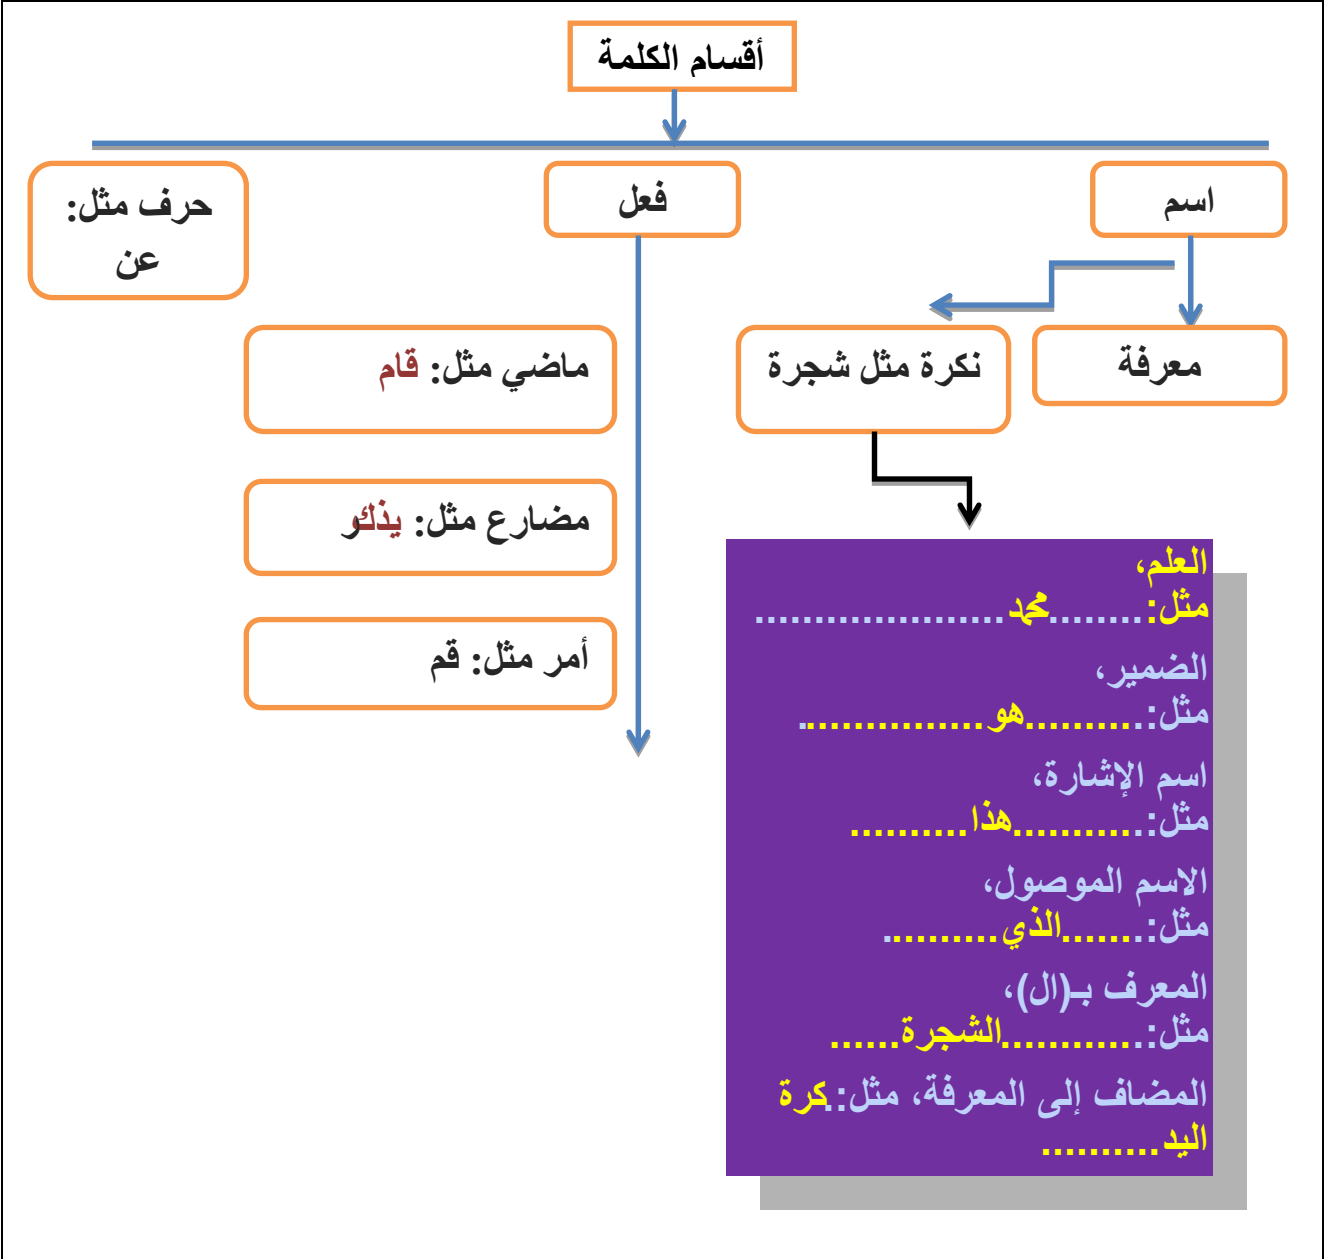 أقسام الكلمة
اسم
فعل
حرف مثل:
عن
معرفة
نكرة مثل شجرة
ماضي مثل: قام
مضارع مثل: يذكر
أمر مثل: قم
العلم،
مثل:........محمد.....................
الضمير،
مثل:..........هو................
اسم الإشارة،
مثل:...........هذا..........
الاسم الموصول،
مثل:.......الذي..........
المعرف بـ(ال)،
مثل:............الشجرة......
المضاف إلى المعرفة، مثل:.كرة
اليد..........